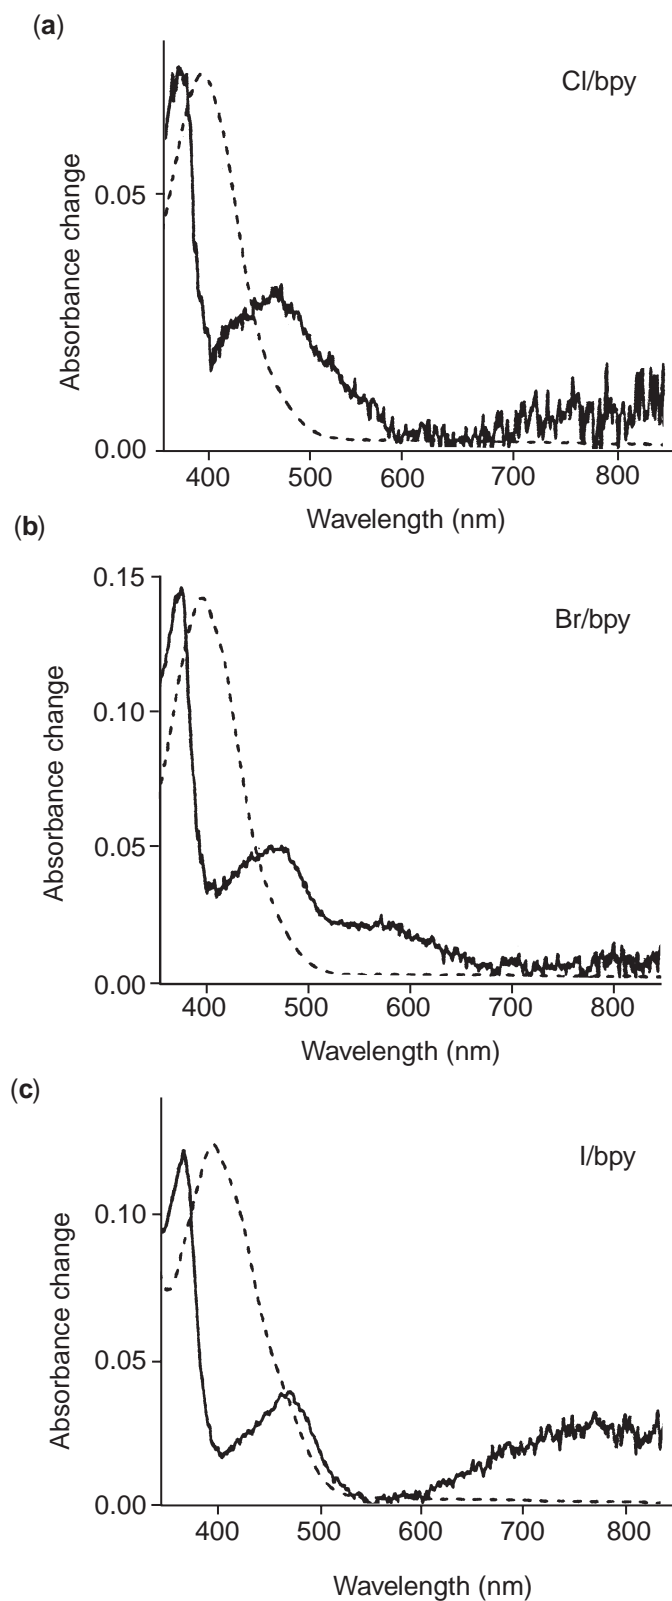 (a)
Cl/bpy
Absorbance change
0.05
0.00
400 500 600 700 800
Wavelength (nm)
(b)
0.15
Br/bpy
0.10
Absorbance change
0.05
0.00
400 500 600 700 800
Wavelength (nm)
(c)
I/bpy
0.10
Absorbance change
0.05
0.00
400 500 600 700 800
Wavelength (nm)